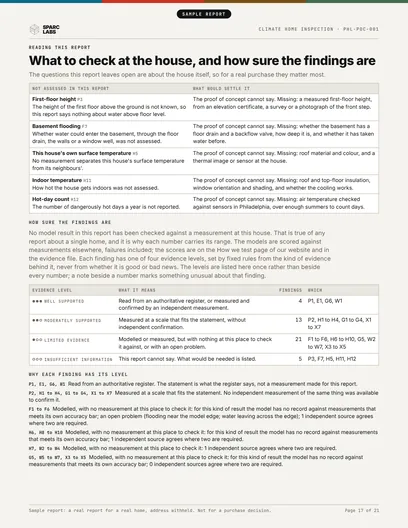 SAMPLE REPORT
SPARC
LABS
CLIMATE HOME INSPECTION · PHL-POC-001
READING THIS REPORT
What to check at the house, and how sure the findings are
The questions this report leaves open are about the house itself, so for a real purchase they matter most.
NOT ASSESSED IN THIS REPORT WHAT WOULD SETTLE IT
First-floor height P3
The height of the first floor above the ground is not known, so
this report says nothing about water above floor level.
The proof of concept cannot say. Missing: a measured first-floor height,
from an elevation certificate, a survey or a photograph of the front step.
Basement flooding F7
Whether water could enter the basement, through the floor
drain, the walls or a window well, was not assessed.
The proof of concept cannot say. Missing: whether the basement has a
floor drain and a backflow valve, how deep it is, and whether it has taken
water before.
This house's own surface temperature H5
No measurement separates this house's surface temperature
from its neighbours'.
The proof of concept cannot say. Missing: roof material and colour, and a
thermal image or sensor at the house.
Indoor temperature H11
How hot the house gets indoors was not assessed.
The proof of concept cannot say. Missing: roof and top-floor insulation,
window orientation and shading, and whether the cooling works.
Hot-day count H12
The number of dangerously hot days a year is not reported.
The proof of concept cannot say. Missing: air temperature checked
against sensors in Philadelphia, over enough summers to count days.
HOW SURE THE FINDINGS ARE
No model result in this report has been checked against a measurement at this house. That is true of any
report about a single home, and it is why each number carries its range. The models are scored against
measurements elsewhere, failures included; the scores are on the How we test page of our website and in
the evidence file. Each finding has one of four evidence levels, set by fixed rules from the kind of evidence
behind it, never from whether it is good or bad news. The levels are listed here once rather than beside
every number; a note beside a number marks something unusual about that finding.
EVIDENCE LEVEL WHAT IT MEANS FINDINGS WHICH
●●● WELL SUPPORTED Read from an authoritative register, or measured and
confirmed by an independent measurement. 4 P1, E1, G6, W1
●●○ MODERATELY SUPPORTED Measured at a scale that fits the statement, without
independent confirmation. 13 P2, H1 to H4, G1 to G4, X1
to X7
●○○ LIMITED EVIDENCE Modelled or measured, but with nothing at this place to check
it against, or with an open problem. 21 F1 to F6, H6 to H10, G5, W2
to W7, X3 to X5
○○○ INSUFFICIENT INFORMATION This report cannot say. What would be needed is listed. 5 P3, F7, H5, H11, H12
WHY EACH FINDING HAS ITS LEVEL
P1, E1, G6, W1 Read from an authoritative register. The statement is what the register says, not a measurement made for this report.
P2, H1 to H4, G1 to G4, X1 to X7 Measured at a scale that fits the statement. No independent measurement of the same thing was available
to confirm it.
F1 to F6 Modelled, with no measurement at this place to check it: for this kind of result the model has no record against measurements that
meets its own accuracy bar; an open problem (flooding near the model edge; water leaving across the edge); 1 independent source agrees
where two are required.
H6, H8 to H10 Modelled, with no measurement at this place to check it: for this kind of result the model has no record against measurements
that meets its own accuracy bar; 1 independent source agrees where two are required.
H7, W2 to W4 Modelled, with no measurement at this place to check it: 1 independent source agrees where two are required.
G5, W5 to W7, X3 to X5 Modelled, with no measurement at this place to check it: for this kind of result the model has no record against
measurements that meets its own accuracy bar; 0 independent sources agree where two are required.
Sample report: a real report for a real home, address withheld. Not for a purchase decision.
Page 17 of 21